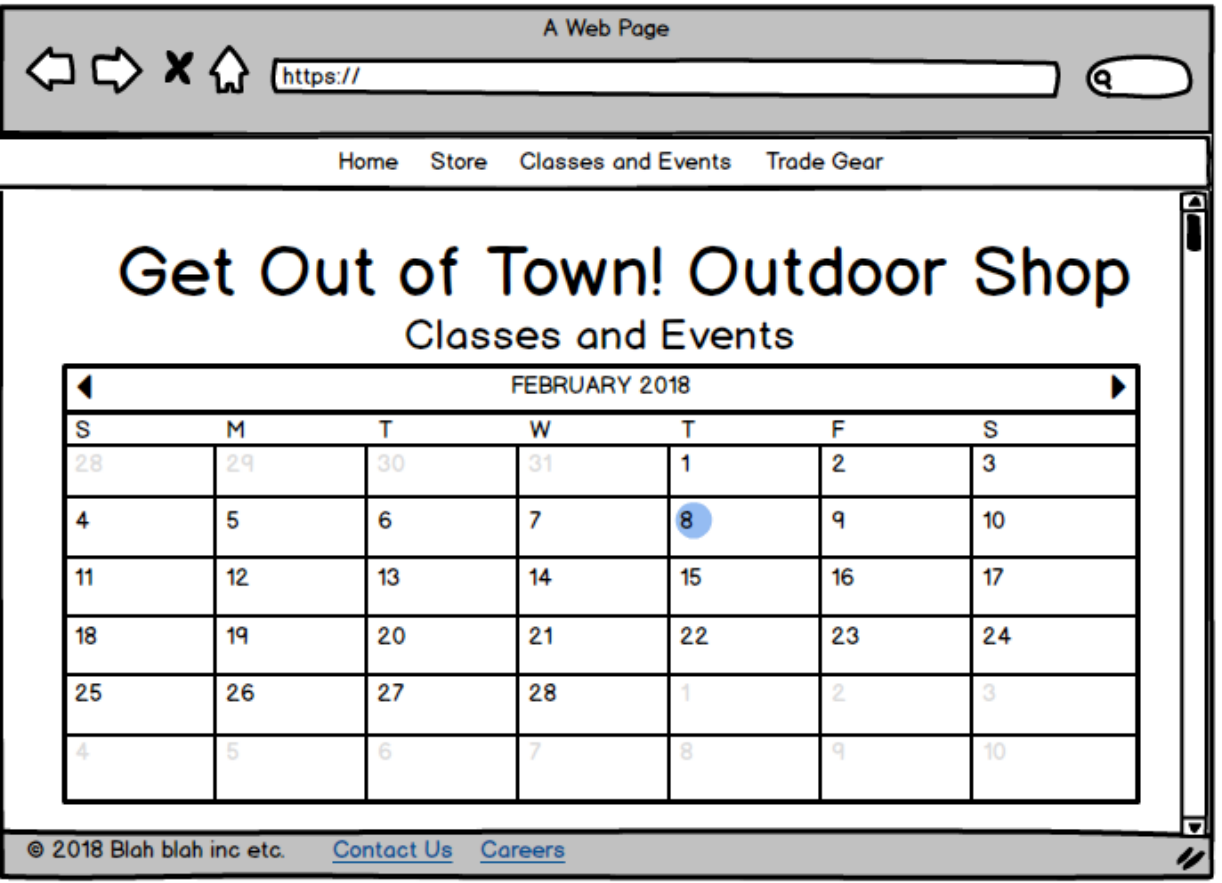 A Web Page
https://
Home Store Classes and Events Trade Gear
Get Out of Town! Outdoor Shop
Classes and Events
FEBRUARY 2018
S M T W T F S
28 29 30 31 1 2 3
4 5 6 7 8 9 10
11 12 13 14 15 16 17
18 19 20 21 22 23 24
25 26 27 28 1 2 3
4 5 6 7 8 9 10
© 2018 Blah blah inc etc. Contact Us Careers